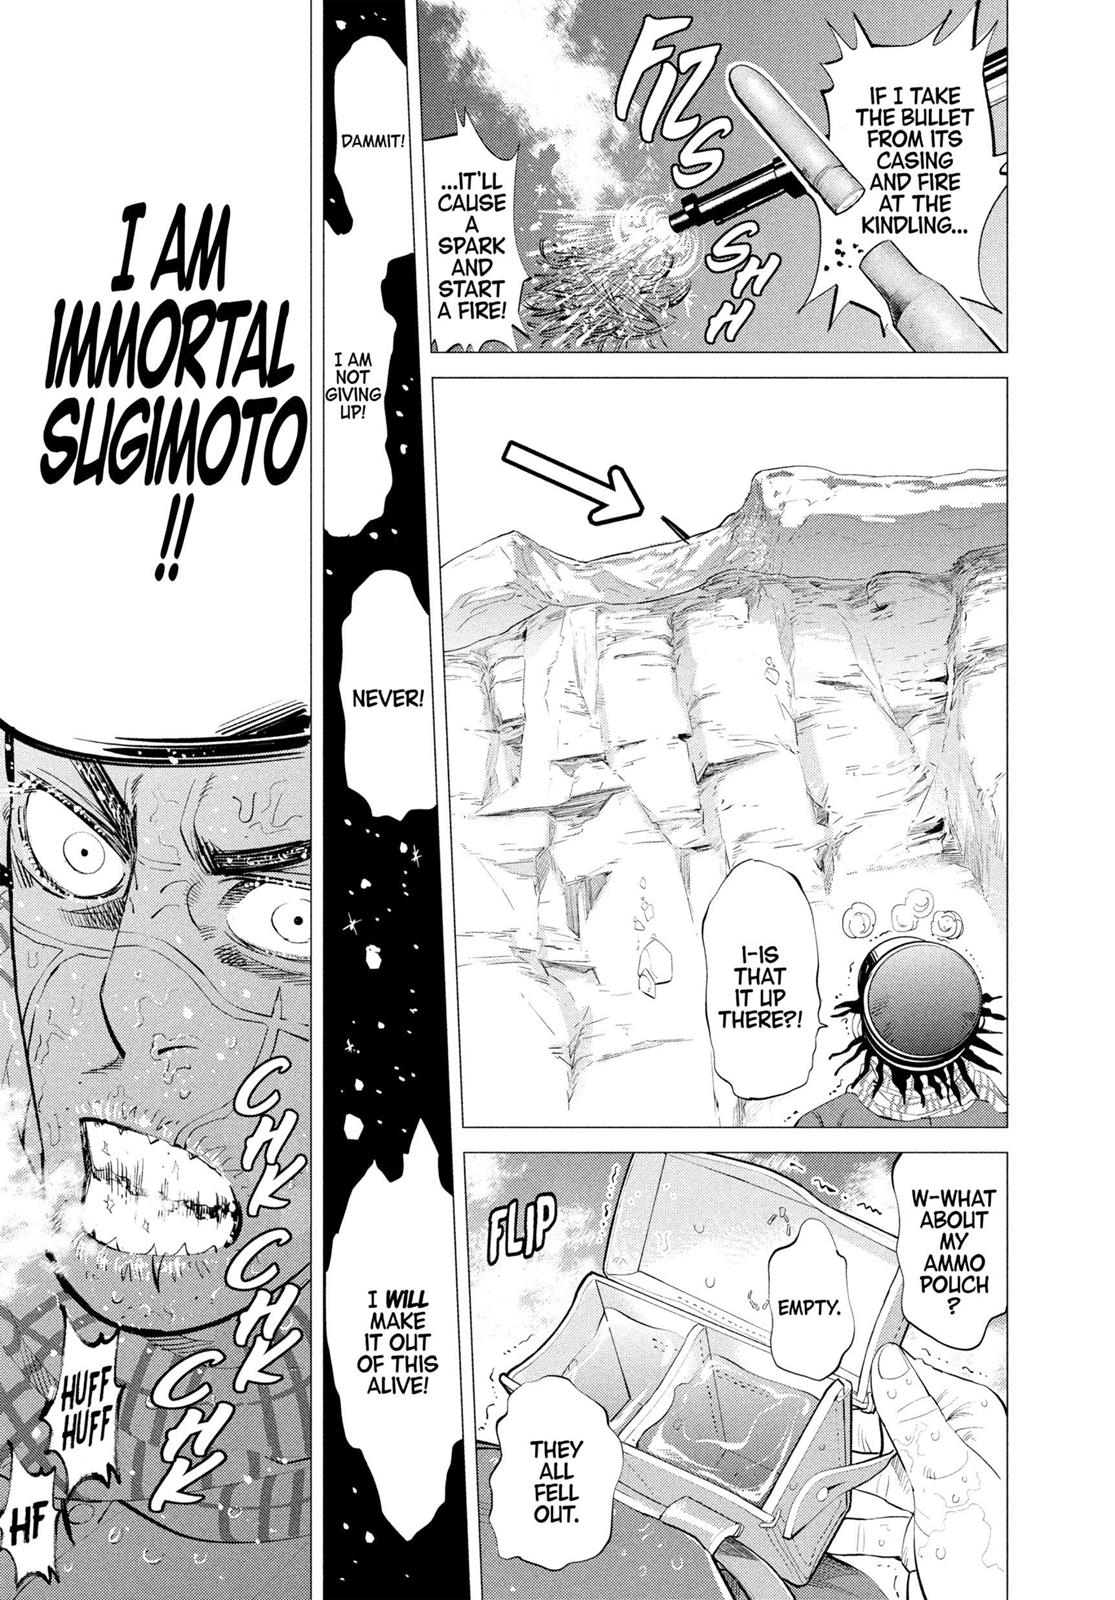 IF I TAKE
THE BULLET
FROM ITS
CASING
AND FIRE
AT THE
KINDLING...
FIZSSHH
...IT'LL
CAUSE
A
SPARK
AND
START
A FIRE!
I-IS
THAT
IT UP
THERE?!
W-WHAT
ABOUT
MY
AMMO
POUCH
?
FLIP
EMPTY.
THEY
ALL
FELL
OUT.
DAMMIT!
I AM
NOT
GIVING
UP!
NEVER!
I WILL
MAKE
IT OUT
OF THIS
ALIVE!
I AM
IMMORTAL
SUGIMOTO
!!
CHK
CHK
CHK
CHK
HUFF
HUFF
HF